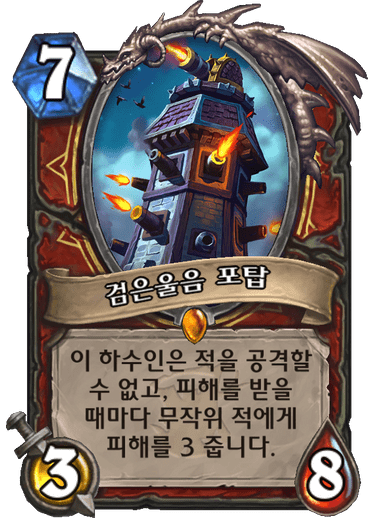 7
검은울음 포탑
이 하수인은 적을 공격할
수 없고, 피해를 받을
때마다 무작위 적에게
피해를 3 줍니다.
3
8